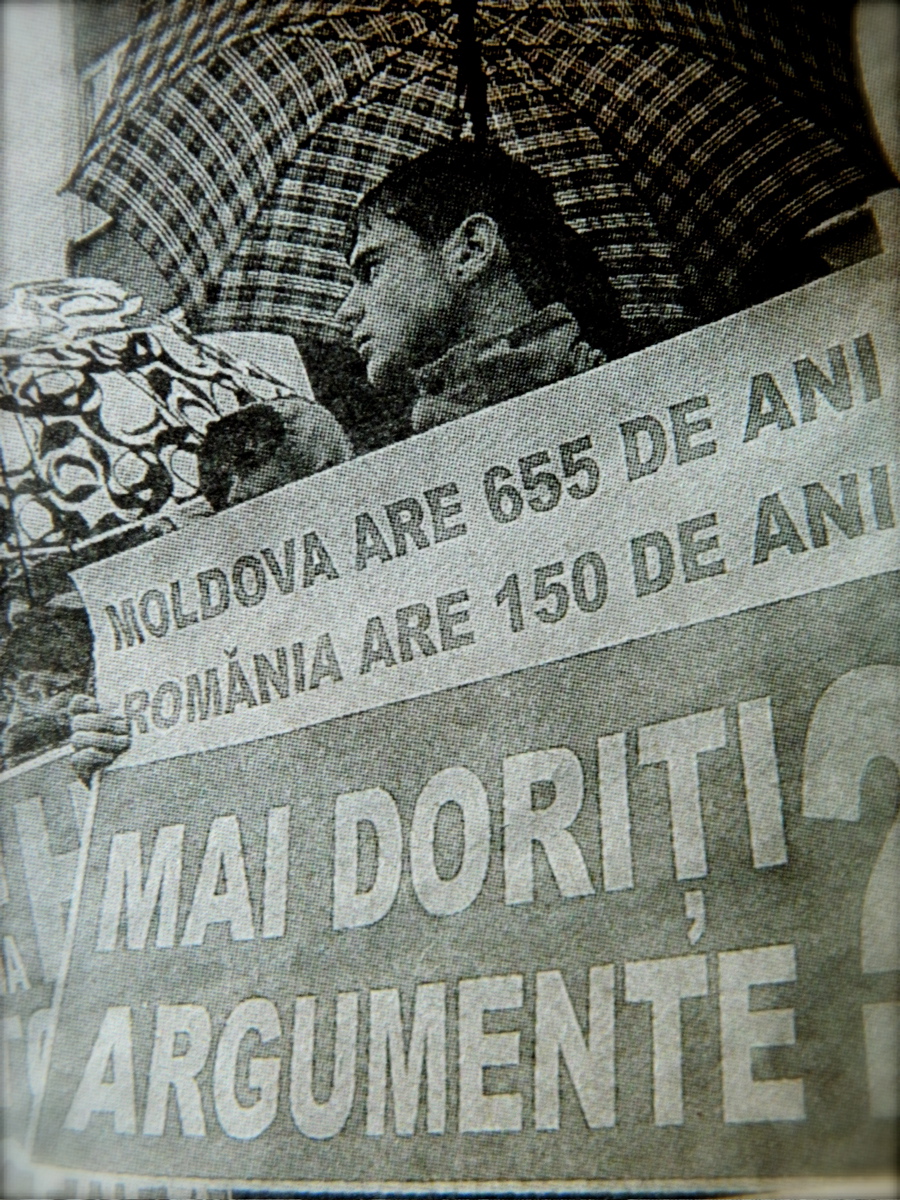 MOLDOVA ARE 655 DE ANI
ROMÂNIA ARE 150 DE ANI
MAI DORIȚI
ARGUMENTE ?